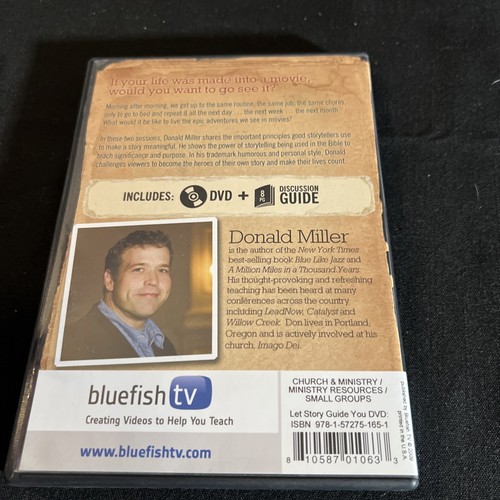 If your life was made into a movie,
would you want to go see it?
Morning after morning, we get up to the same routine, the same job, the same chores
only to go to bed and repeat it all the next day . . . the next week . . . the next month.
What would it be like to live the epic adventures we see in movies?
In these two sessions, Donald Miller shares the important principles good storytellers use
to make a story meaningful. He shows the power of storytelling being used in the Bible to
teach significance and purpose. In his trademark humorous and personal style, Donald
challenges viewers to become the heroes of their own story and make their lives count.
INCLUDES: DVD + 8 PG DISCUSSION GUIDE
Donald Miller
is the author of the New York Times
best-selling book Blue Like Jazz and
A Million Miles in a Thousand Years.
His thought-provoking and refreshing
teaching has been heard at many
conferences across the country
including LeadNow, Catalyst and
Willow Creek. Don lives in Portland,
Oregon and is actively involved at his
church, Imago Dei.
bluefish tv
Creating Videos to Help You Teach
www.bluefishtv.com
CHURCH & MINISTRY /
MINISTRY RESOURCES /
SMALL GROUPS
Let Story Guide You DVD:
ISBN 978-1-57275-165-1
8 10587 01063 3
printed in the U.S.A.